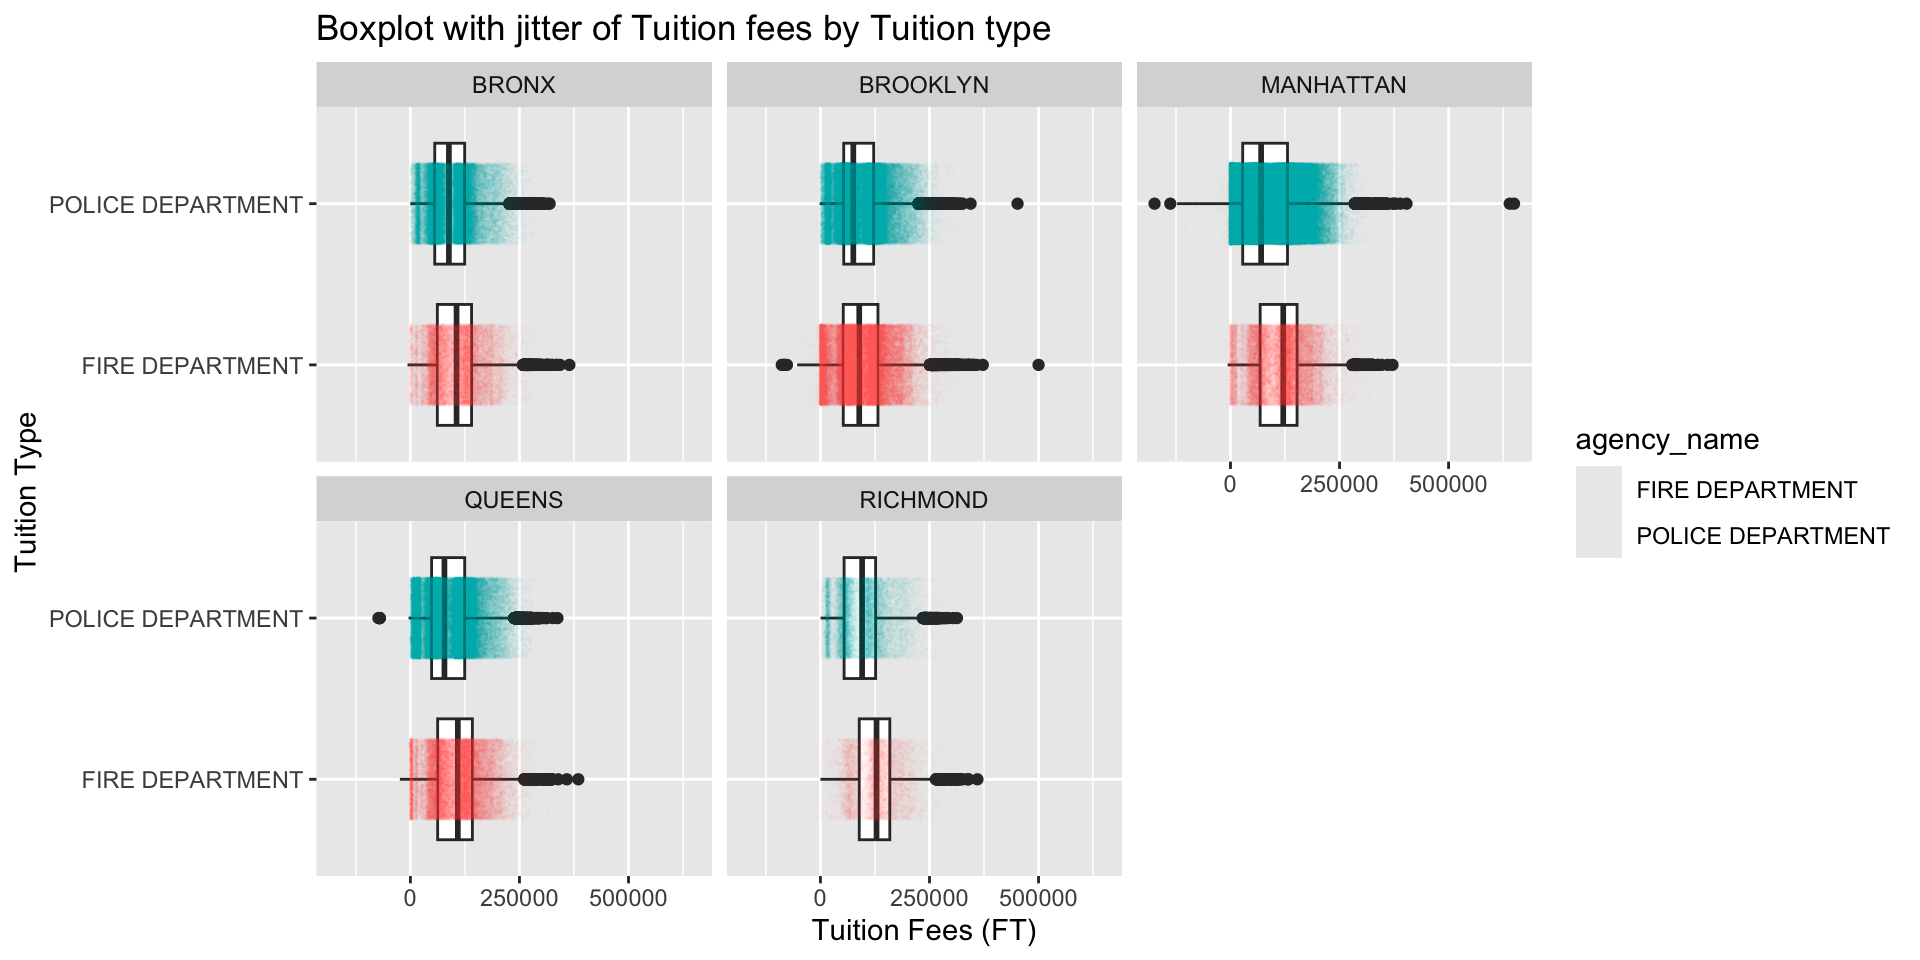 Boxplot with jitter of Tuition fees by Tuition type
BRONX
BROOKLYN
MANHATTAN
POLICE DEPARTMENT
FIRE DEPARTMENT
0
250000
500000
QUEENS
RICHMOND
POLICE DEPARTMENT
FIRE DEPARTMENT
0
250000
500000
0
250000
500000
Tuition Fees (FT)
Tuition Type
agency_name
FIRE DEPARTMENT
POLICE DEPARTMENT